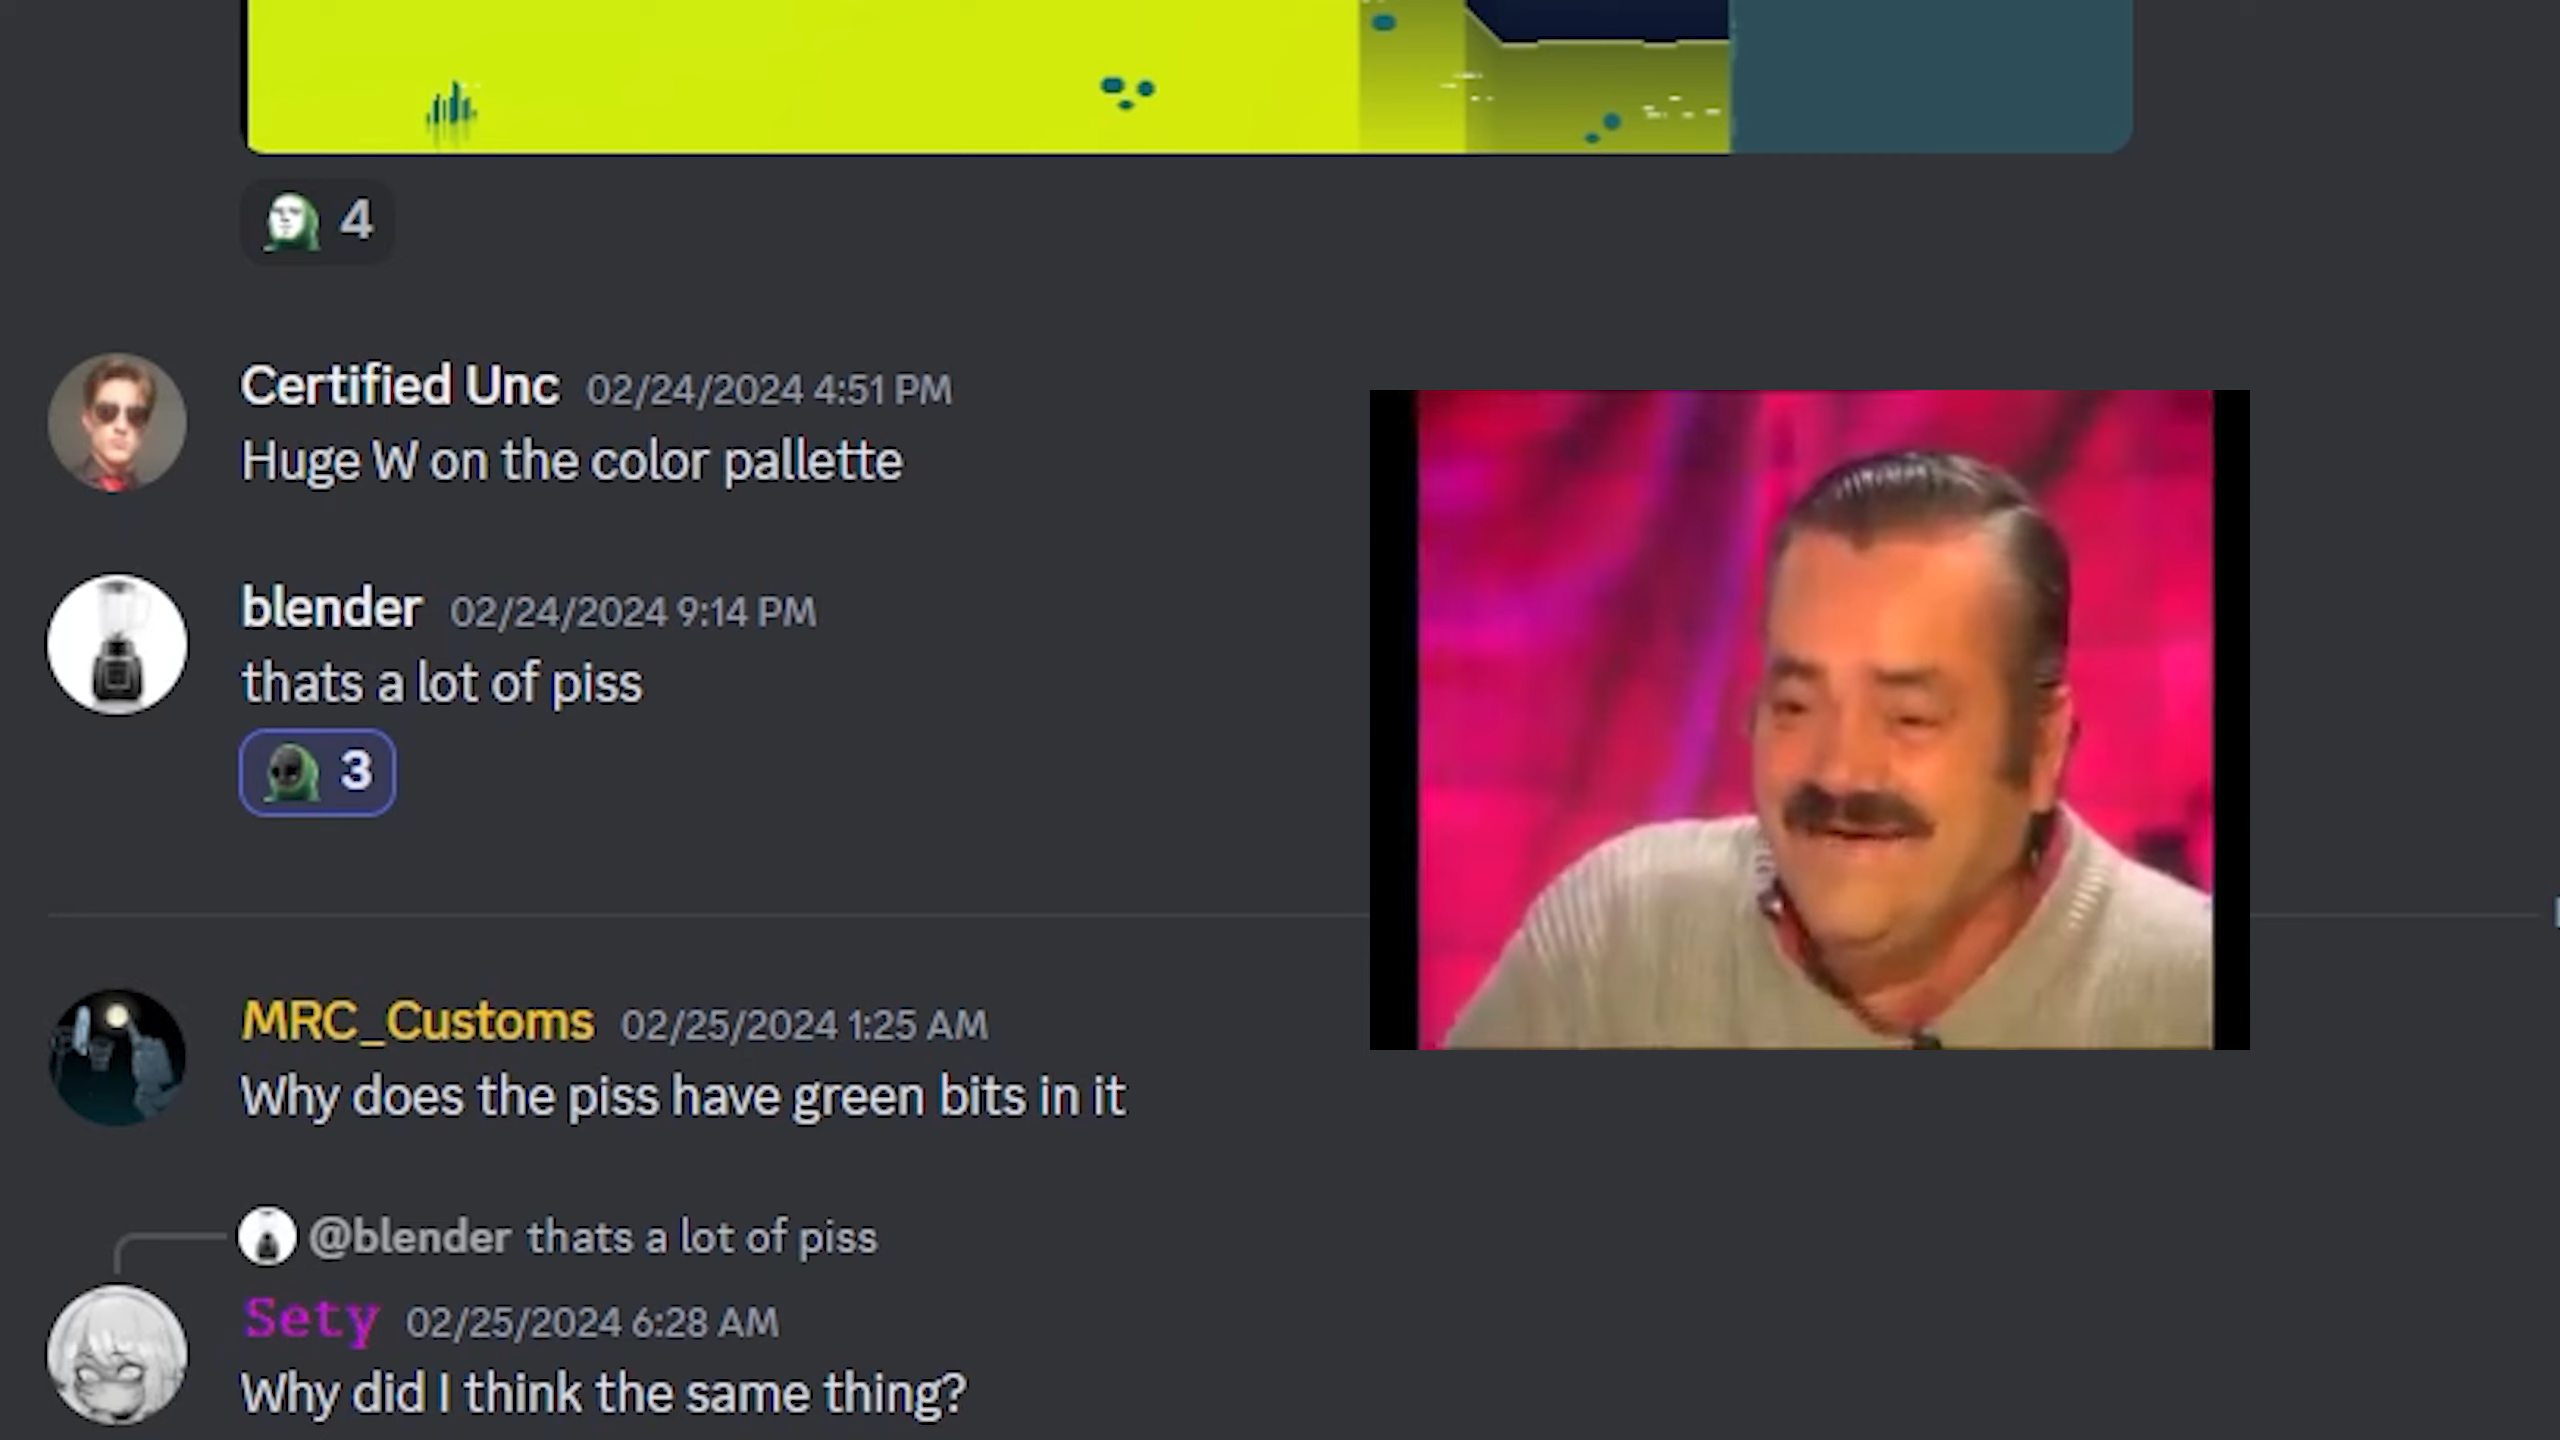 4
Certified Unc 02/24/2024 4:51 PM
Huge W on the color pallette
blender 02/24/2024 9:14 PM
thats a lot of piss
3
MRC_Customs 02/25/2024 1:25 AM
Why does the piss have green bits in it
@blender thats a lot of piss
Sety 02/25/2024 6:28 AM
Why did I think the same thing?